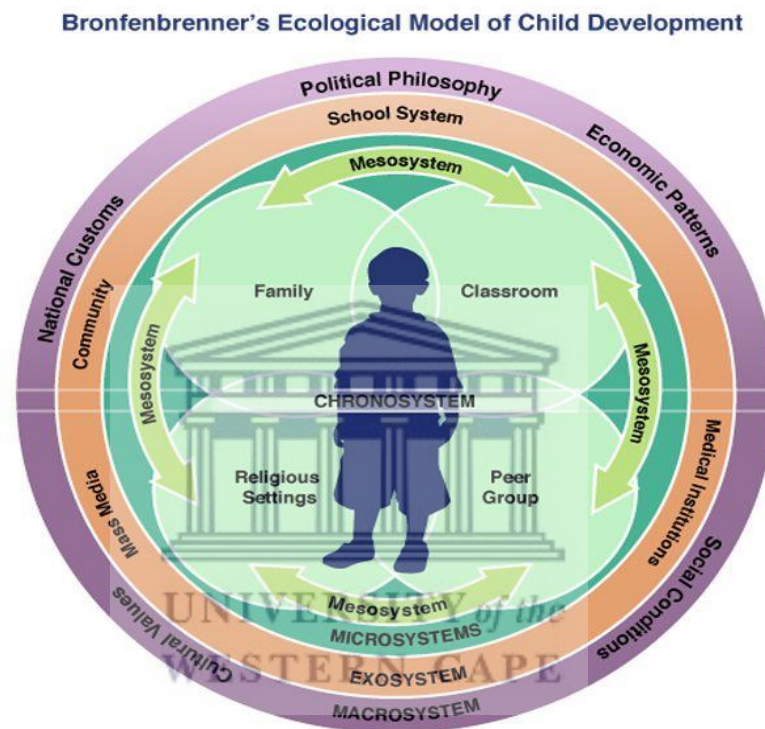 Bronfenbrenner's Ecological Model of Child Development
Political Philosophy
School System
Mesosystem
Economic Patterns
National Customs
Community
Family
Classroom
Mesosystem
Mesosystem
CHRONOSYSTEM
Religious
Settings
Peer
Group
Medical Institutions
Mass Media
Social Conditions
Cultural Values
Mesosystem
UNIVERSITY of the
MICROSYSTEMS
WESTERN CAPE
EXOSYSTEM
MACROSYSTEM